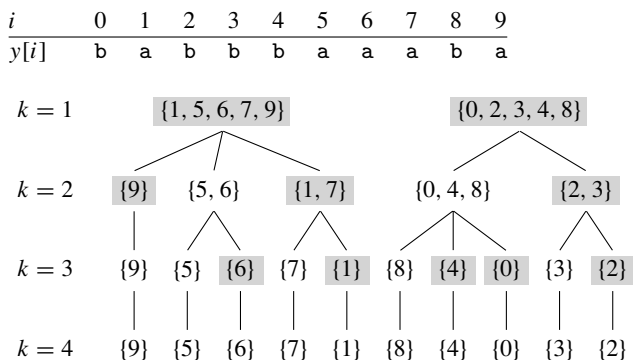 i 0 1 2 3 4 5 6 7 8 9
y[i] b a b b b a a a b a
k = 1 {1, 5, 6, 7, 9} {0, 2, 3, 4, 8}
k = 2 {9} {5, 6} {1, 7} {0, 4, 8} {2, 3}
k = 3 {9} {5} {6} {7} {1} {8} {4} {0} {3} {2}
k = 4 {9} {5} {6} {7} {1} {8} {4} {0} {3} {2}